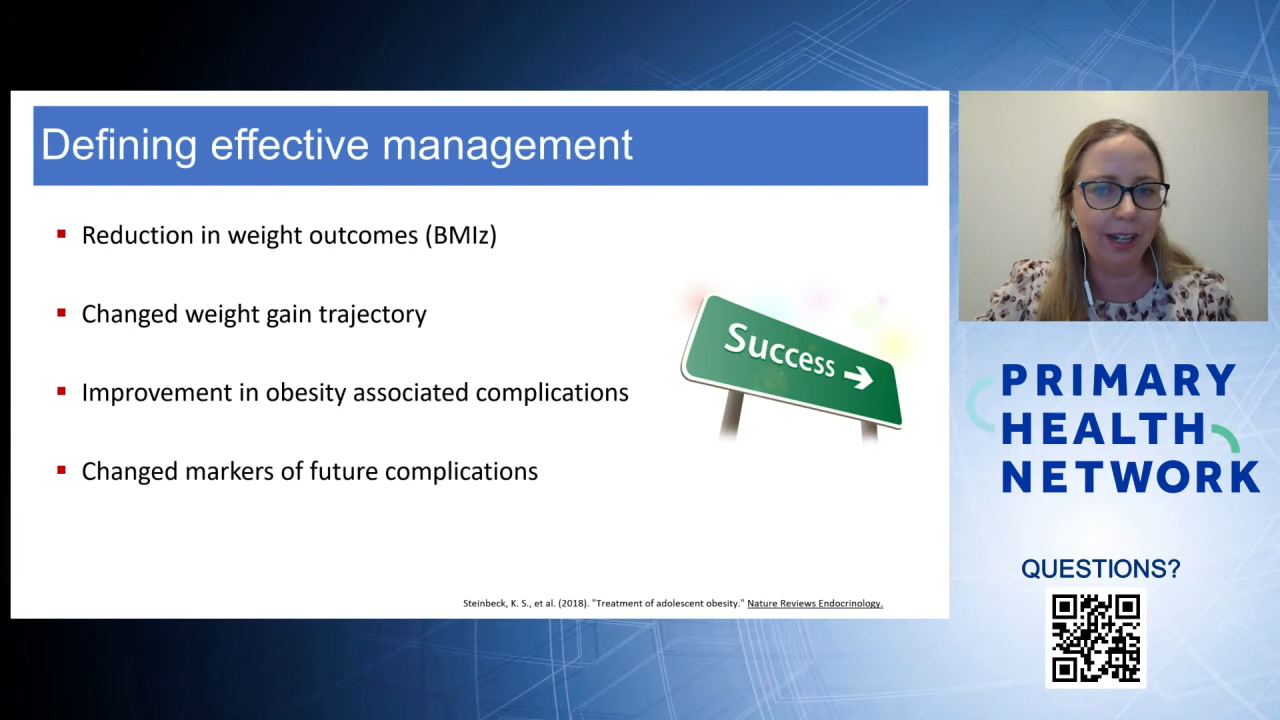 Defining effective management
Reduction in weight outcomes (BMIz)
Changed weight gain trajectory
Improvement in obesity associated complications
Changed markers of future complications
Success
Steinbeck, K. S., et al. (2018). "Treatment of adolescent obesity." Nature Reviews Endocrinology.
PRIMARY
HEALTH
NETWORK
QUESTIONS?